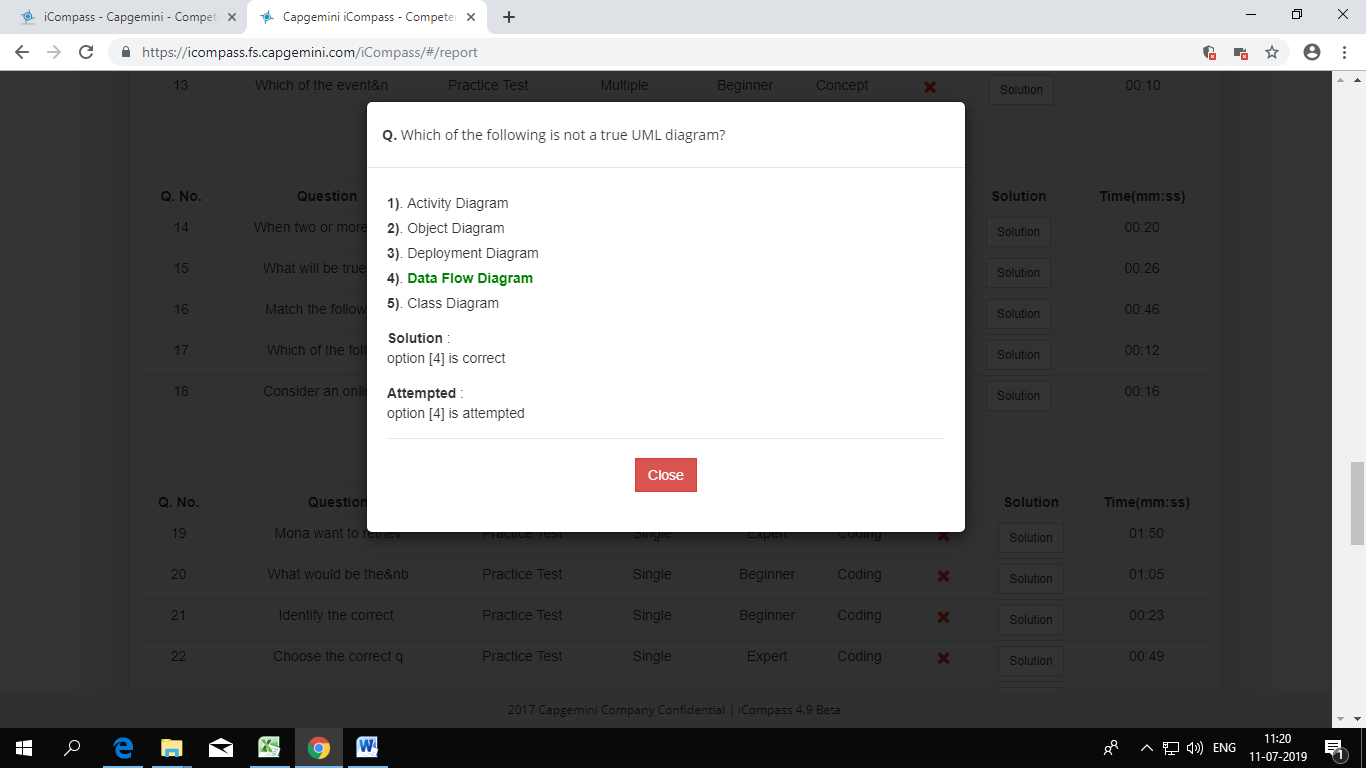 iCompass - Capgemini - Compet
Capgemini iCompass - Competen
https://icompass.fs.capgemini.com/iCompass/#/report
13 Which of the event&n Practice Test Multiple Beginner Concept Solution 00:10
Q. Which of the following is not a true UML diagram?
1). Activity Diagram
2). Object Diagram
3). Deployment Diagram
4). Data Flow Diagram
5). Class Diagram
Solution :
option [4] is correct
Attempted :
option [4] is attempted
Close
Q. No. Question Solution Time(mm:ss)
14 When two or more Solution 00:20
15 What will be true Solution 00:26
16 Match the follow Solution 00:46
17 Which of the foll Solution 00:12
18 Consider an onli Solution 00:16
Q. No. Question Solution Time(mm:ss)
19 Mona want to retriev Practice Test Single Expert Coding Solution 01:50
20 What would be the&nb Practice Test Single Beginner Coding Solution 01:05
21 Identify the correct Practice Test Single Beginner Coding Solution 00:23
22 Choose the correct q Practice Test Single Expert Coding Solution 00:49
2017 Capgemini Company Confidential | iCompass 4.9 Beta
ENG
11:20
11-07-2019
1